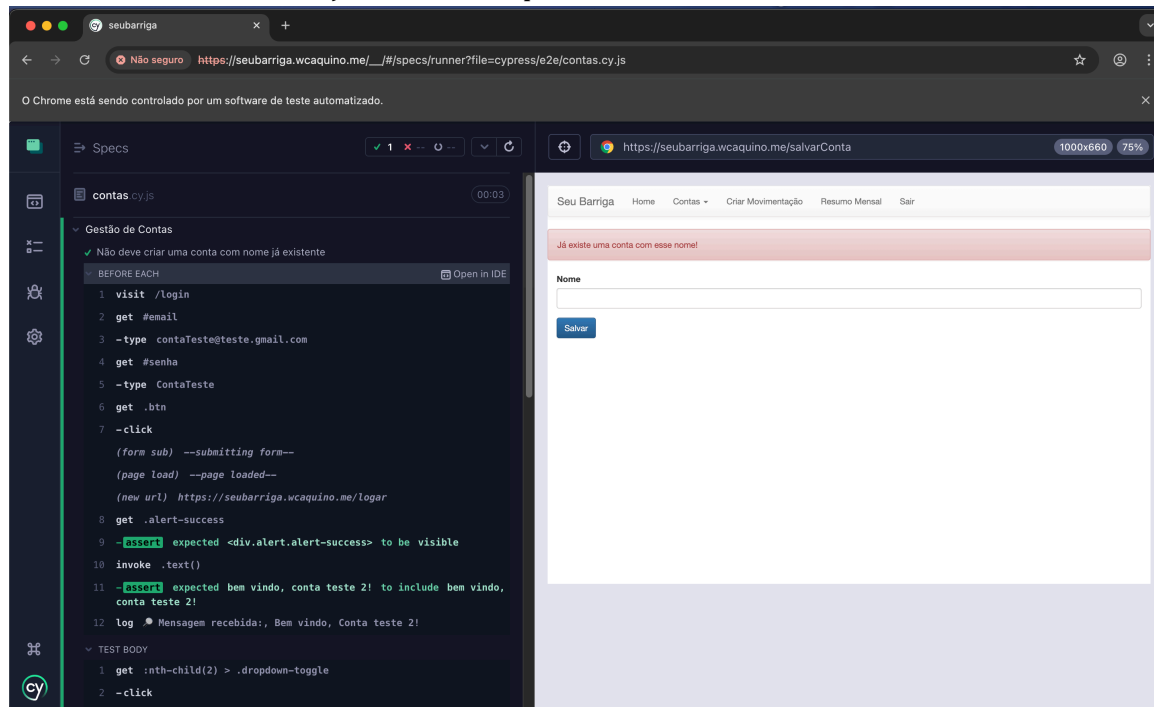 seubarriga × +
Não seguro https://seubarriga.wcaquino.me/__/#/specs/runner?file=cypress/e2e/contas.cy.js
O Chrome está sendo controlado por um software de teste automatizado.
Specs ✓ 1 × -- --
https://seubarriga.wcaquino.me/salvarConta 1000x660 75%
contas.cy.js 00:03
Gestão de Contas
✓ Não deve criar uma conta com nome já existente
BEFORE EACH Open in IDE
1 visit /login
2 get #email
3 -type contaTeste@teste.gmail.com
4 get #senha
5 -type ContaTeste
6 get .btn
7 -click
(form sub) --submitting form--
(page load) --page loaded--
(new url) https://seubarriga.wcaquino.me/logar
8 get .alert-success
9 -assert expected <div.alert.alert-success> to be visible
10 invoke .text()
11 -assert expected bem vindo, conta teste 2! to include bem vindo,
conta teste 2!
12 log 🔎 Mensagem recebida:, Bem vindo, Conta teste 2!
TEST BODY
1 get :nth-child(2) > .dropdown-toggle
2 -click
cy
Seu Barriga Home Contas Criar Movimentação Resumo Mensal Sair
Já existe uma conta com esse nome!
Nome
Salvar